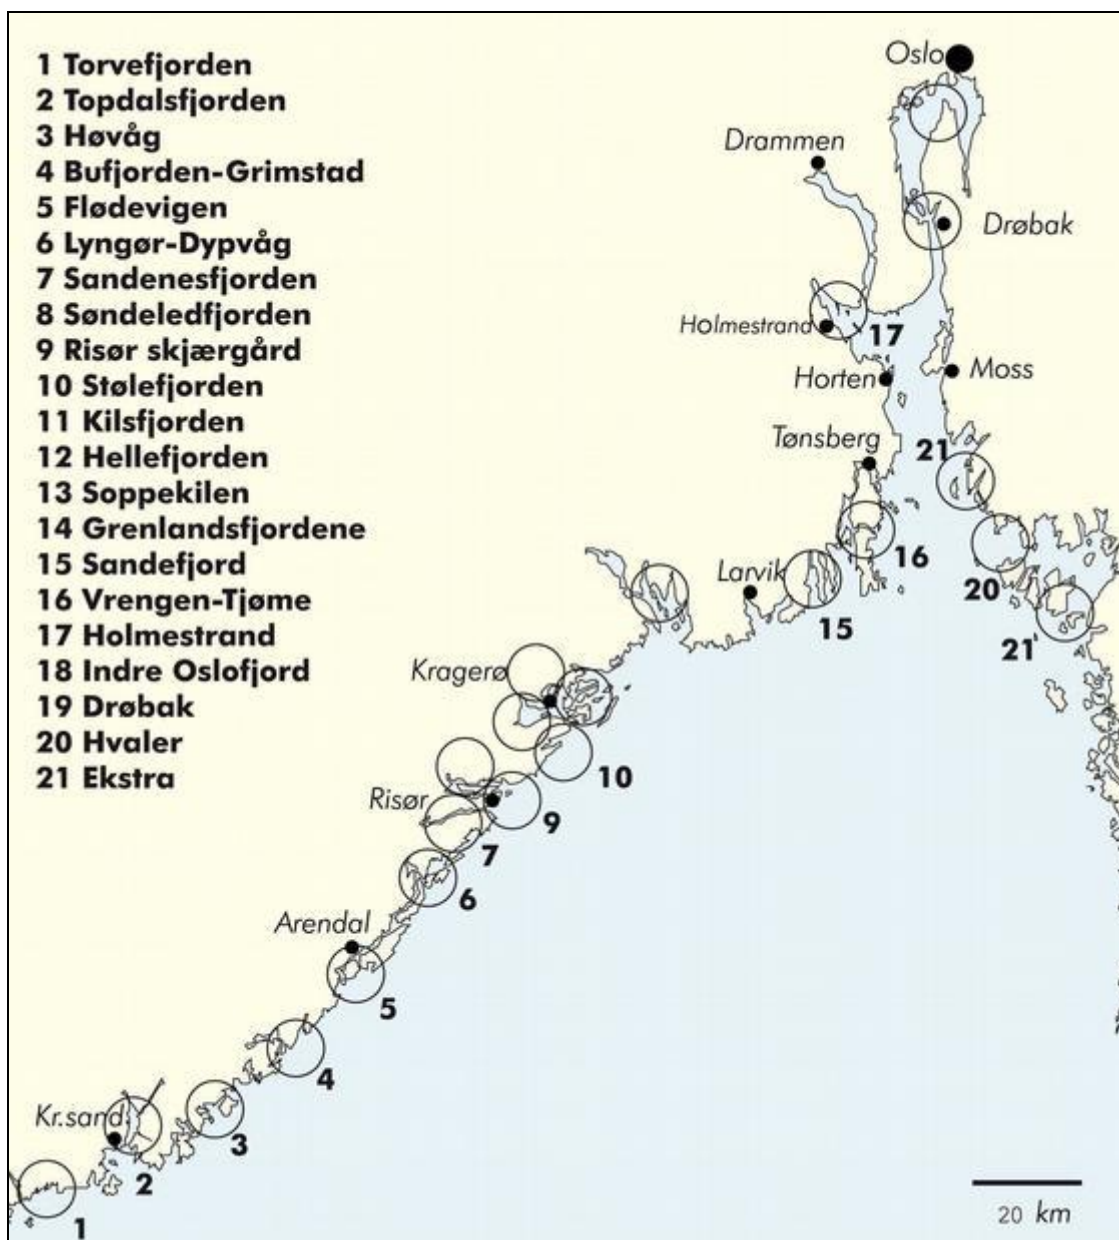 1 Torvefjorden
2 Topdalsfjorden
3 Høvåg
4 Bufjorden-Grimstad
5 Flødevigen
6 Lyngør-Dypvåg
7 Sandenesfjorden
8 Søndeledfjorden
9 Risør skjærgård
10 Stølefjorden
11 Kilsfjorden
12 Hellefjorden
13 Soppekilen
14 Grenlandsfjordene
15 Sandefjord
16 Vrengen-Tjøme
17 Holmestrand
18 Indre Oslofjord
19 Drøbak
20 Hvaler
21 Ekstra
Oslo
Drammen
Drøbak
Holmestrand
17
Horten
Moss
Tønsberg
21
16
Larvik
15
20
21
Kragerø
10
Risør
9
7
6
Arendal
5
4
Kr.sand.
3
2
1
20 km